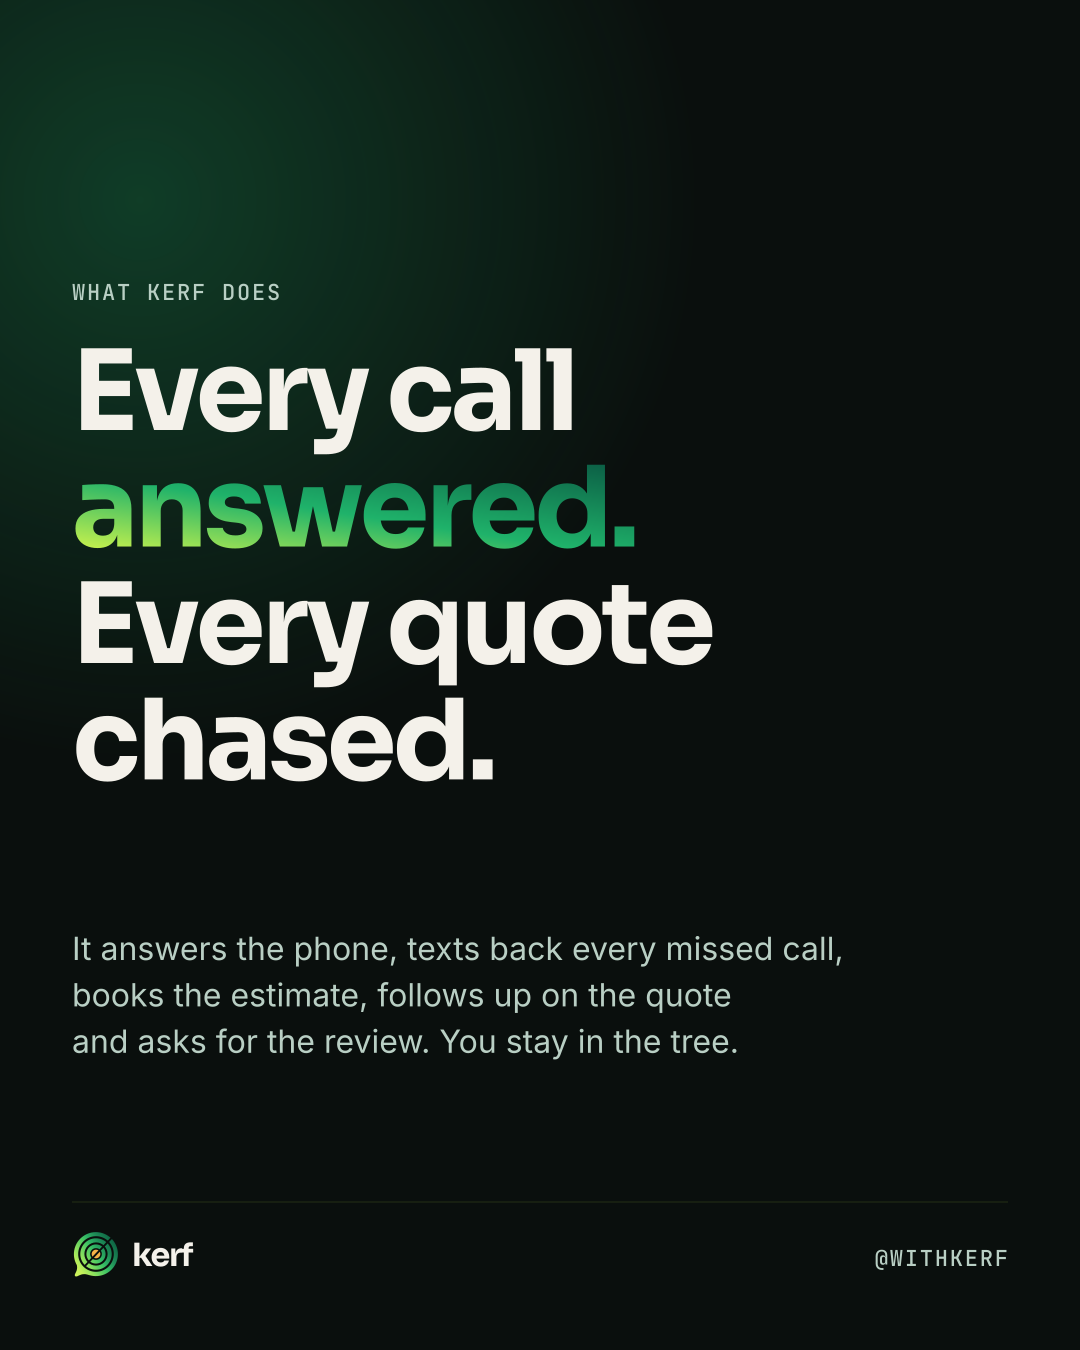 WHAT KERF DOES
Every call
answered.
Every quote
chased.
It answers the phone, texts back every missed call,
books the estimate, follows up on the quote
and asks for the review. You stay in the tree.
kerf
@WITHKERF